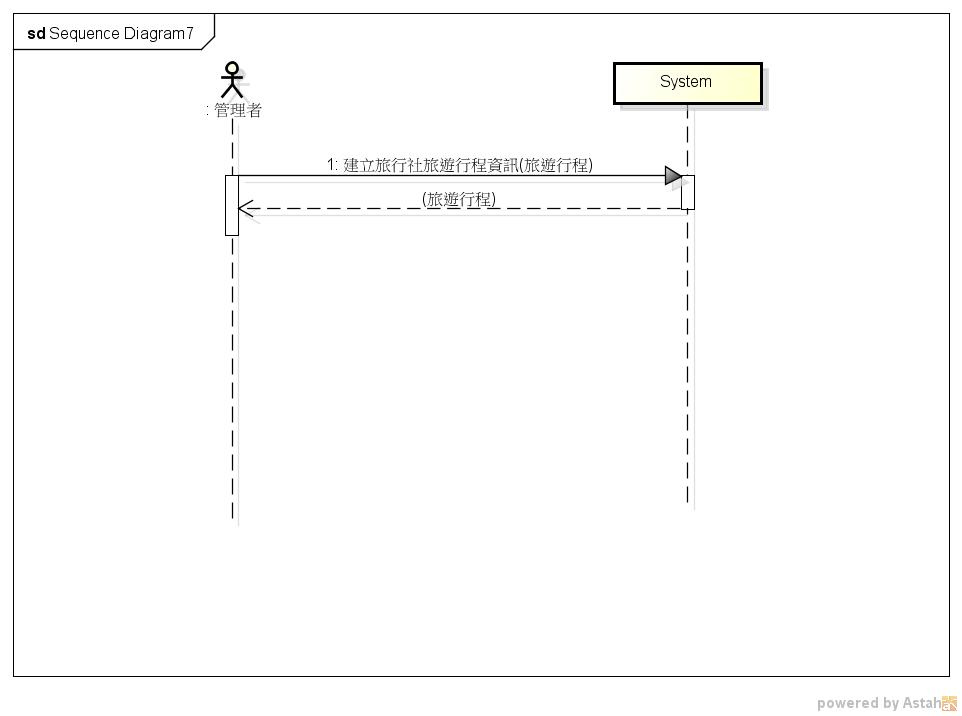 sd Sequence Diagram7
: 管理者
System
1: 建立旅行社旅遊行程資訊(旅遊行程)
(旅遊行程)
powered by Astah